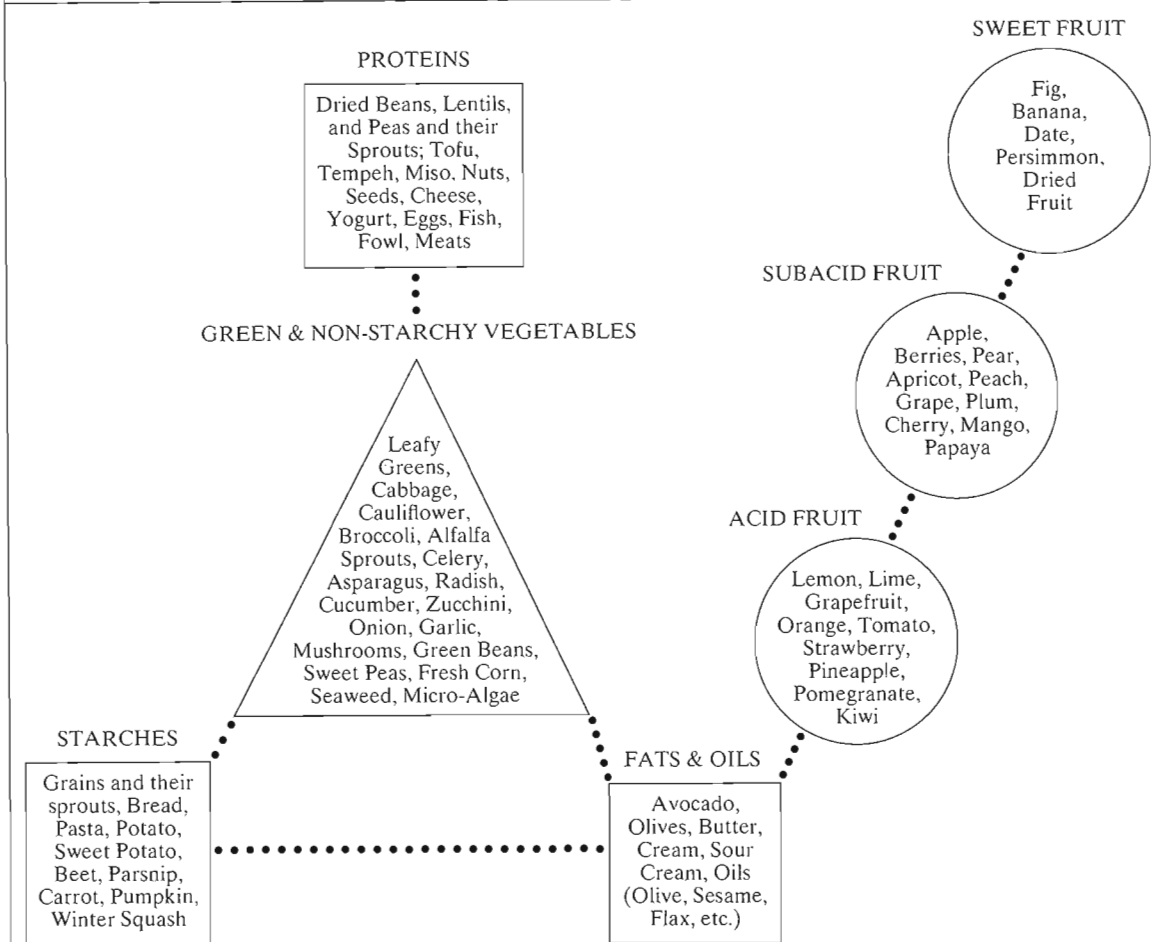 PROTEINS
Dried Beans, Lentils,
and Peas and their
Sprouts; Tofu,
Tempeh, Miso. Nuts,
Seeds, Cheese,
Yogurt, Eggs, Fish,
Fowl, Meats
SWEET FRUIT
Fig,
Banana,
Date,
Persimmon,
Dried
Fruit
SUBACID FRUIT
Apple,
Berries, Pear,
Apricot, Peach,
Grape, Plum,
Cherry, Mango,
Papaya
GREEN & NON-STARCHY VEGETABLES
Leafy
Greens,
Cabbage,
Cauliflower,
Broccoli, Alfalfa
Sprouts, Celery,
Asparagus, Radish,
Cucumber, Zucchini,
Onion, Garlic,
Mushrooms, Green Beans,
Sweet Peas, Fresh Corn,
Seaweed, Micro-Algae
ACID FRUIT
Lemon, Lime,
Grapefruit,
Orange, Tomato,
Strawberry,
Pineapple,
Pomegranate,
Kiwi
STARCHES
Grains and their
sprouts, Bread,
Pasta, Potato,
Sweet Potato,
Beet, Parsnip,
Carrot, Pumpkin,
Winter Squash
FATS & OILS
Avocado,
Olives, Butter,
Cream, Sour
Cream, Oils
(Olive, Sesame,
Flax, etc.)